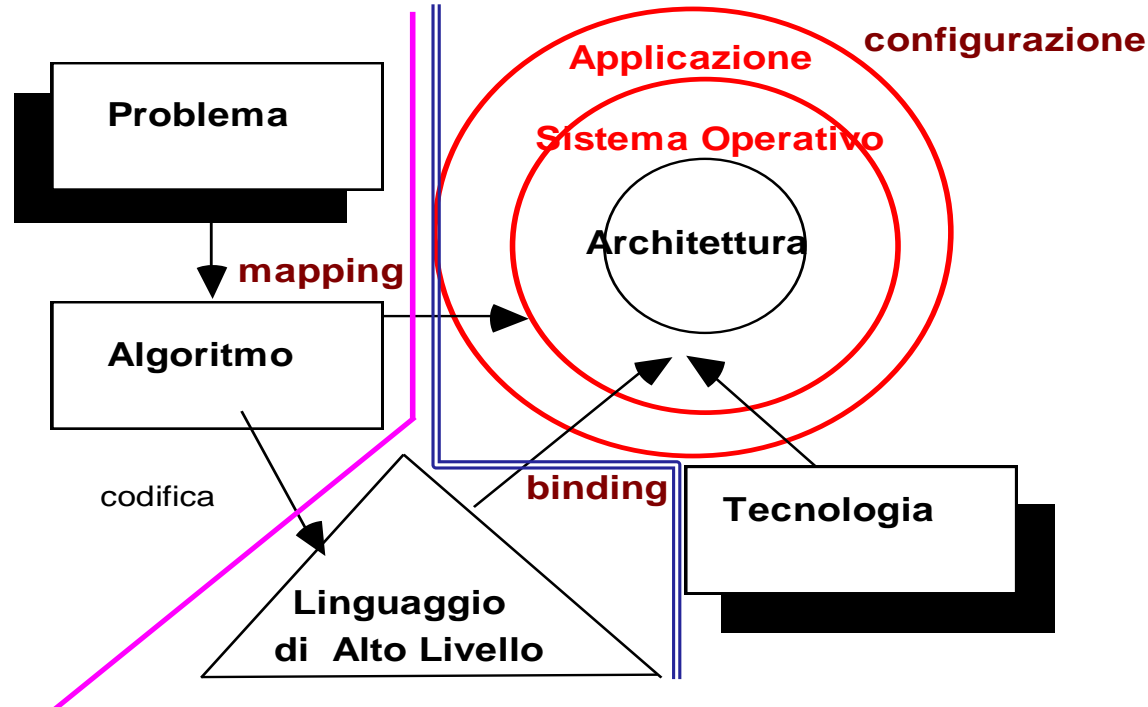 configurazione
Applicazione
Problema
Sistema Operativo
Architettura
mapping
Algoritmo
codifica
binding
Tecnologia
Linguaggio
di Alto Livello